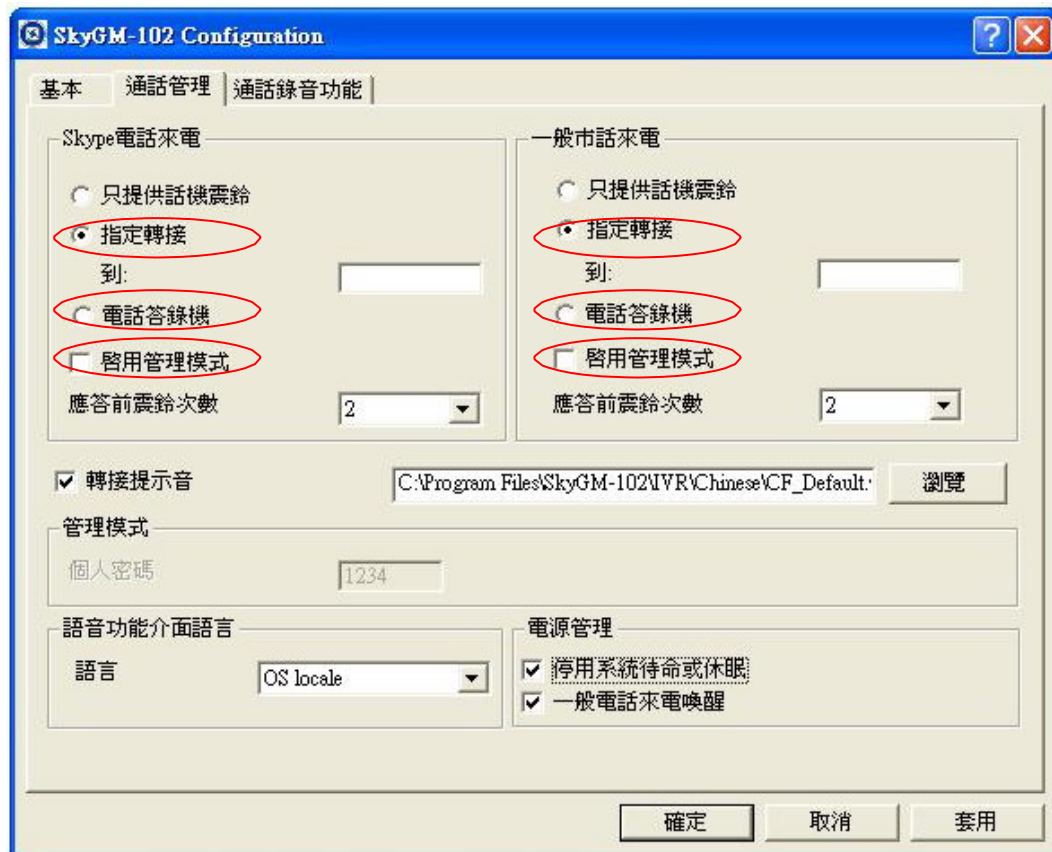 SkyGM-102 Configuration
基本 通話管理 通話錄音功能
Skype電話來電
只提供話機震鈴
指定轉接
到:
電話答錄機
啓用管理模式
應答前震鈴次數 2
一般市話來電
只提供話機震鈴
指定轉接
到:
電話答錄機
啓用管理模式
應答前震鈴次數 2
轉接提示音 C:\Program Files\SkyGM-102\IVR\Chinese\CF_Default. 瀏覽
管理模式
個人密碼 1234
語音功能介面語言
語言 OS locale
電源管理
停用系統待命或休眠
一般電話來電喚醒
確定 取消 套用